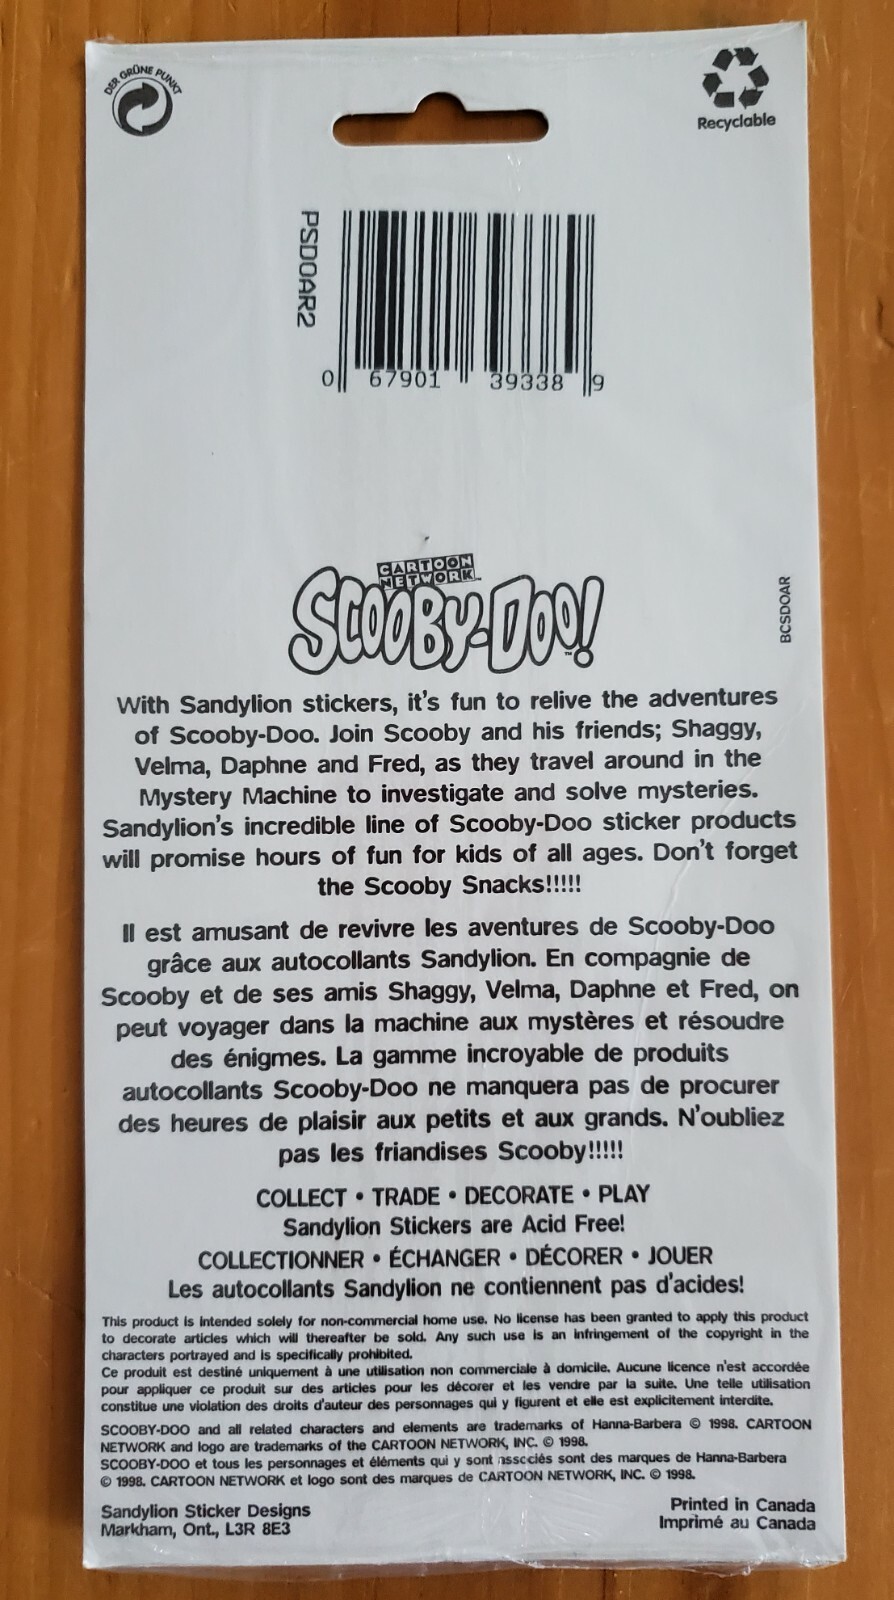 DER GRÜNE PUNKT
Recyclable
PSDOAR2
0 67901 39338 9
CARTOON
NETWORK™
SCOOBY-DOO!™
BCSDOAR
With Sandylion stickers, it's fun to relive the adventures
of Scooby-Doo. Join Scooby and his friends; Shaggy,
Velma, Daphne and Fred, as they travel around in the
Mystery Machine to investigate and solve mysteries.
Sandylion's incredible line of Scooby-Doo sticker products
will promise hours of fun for kids of all ages. Don't forget
the Scooby Snacks!!!!!
Il est amusant de revivre les aventures de Scooby-Doo
grâce aux autocollants Sandylion. En compagnie de
Scooby et de ses amis Shaggy, Velma, Daphne et Fred, on
peut voyager dans la machine aux mystères et résoudre
des énigmes. La gamme incroyable de produits
autocollants Scooby-Doo ne manquera pas de procurer
des heures de plaisir aux petits et aux grands. N'oubliez
pas les friandises Scooby!!!!!
COLLECT • TRADE • DECORATE • PLAY
Sandylion Stickers are Acid Free!
COLLECTIONNER • ÉCHANGER • DÉCORER • JOUER
Les autocollants Sandylion ne contiennent pas d'acides!
This product is intended solely for non-commercial home use. No license has been granted to apply this product
to decorate articles which will thereafter be sold. Any such use is an infringement of the copyright in the
characters portrayed and is specifically prohibited.
Ce produit est destiné uniquement à une utilisation non commerciale à domicile. Aucune licence n'est accordée
pour appliquer ce produit sur des articles pour les décorer et les vendre par la suite. Une telle utilisation
constitue une violation des droits d'auteur des personnages qui y figurent et elle est explicitement interdite.
SCOOBY-DOO and all related characters and elements are trademarks of Hanna-Barbera © 1998. CARTOON
NETWORK and logo are trademarks of the CARTOON NETWORK, INC. © 1998.
SCOOBY-DOO et tous les personnages et éléments qui y sont associés sont des marques de Hanna-Barbera
© 1998. CARTOON NETWORK et logo sont des marques de CARTOON NETWORK, INC. © 1998.
Sandylion Sticker Designs
Markham, Ont., L3R 8E3
Printed in Canada
Imprimé au Canada